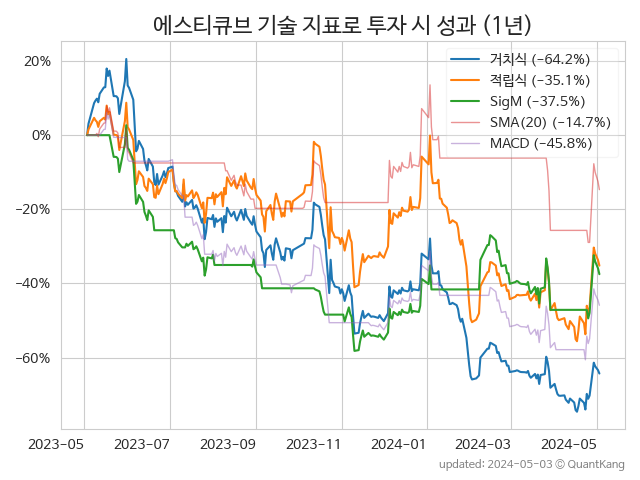 에스티큐브 기술 지표로 투자 시 성과 (1년)
거치식 (−64.2%)
적립식 (−35.1%)
SigM (−37.5%)
SMA(20) (−14.7%)
MACD (−45.8%)
20%
0%
−20%
−40%
−60%
2023-05
2023-07
2023-09
2023-11
2024-01
2024-03
2024-05
updated: 2024-05-03 ⓒ QuantKang